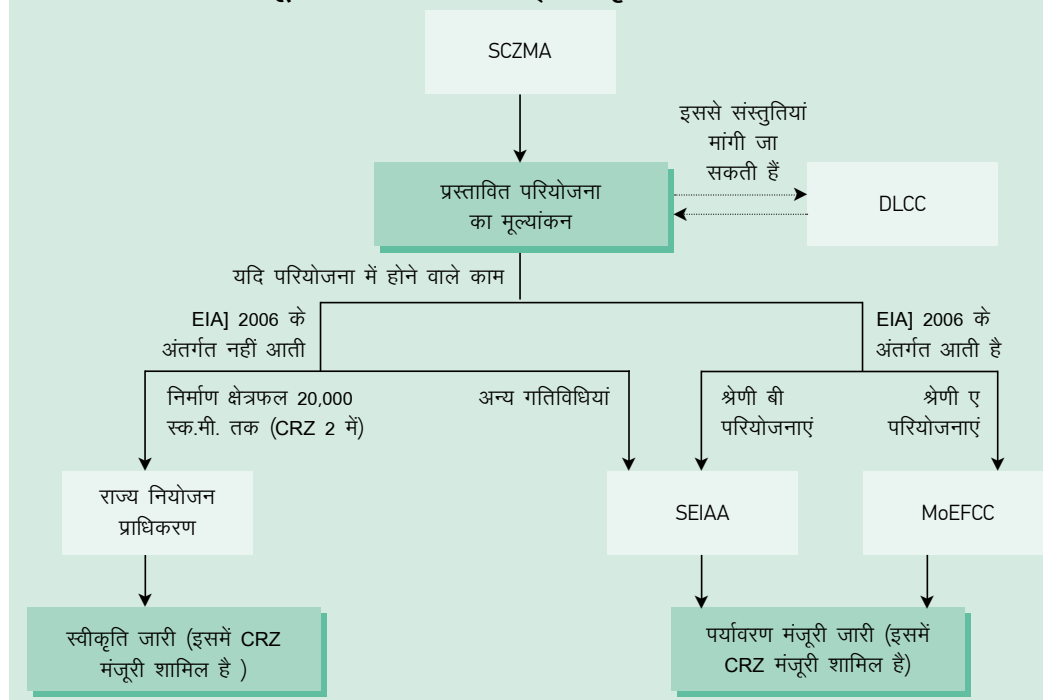 SCZMA
इससे संस्तुतियां
मांगी जा
सकती हैं
प्रस्तावित परियोजना
का मूल्यांकन
DLCC
यदि परियोजना में होने वाले काम
EIA] 2006 के
अंतर्गत नहीं आती
EIA] 2006 के
अंतर्गत आती है
निर्माण क्षेत्रफल 20,000
स्क.मी. तक (CRZ 2 में)
अन्य गतिविधियां
श्रेणी बी
परियोजनाएं
श्रेणी ए
परियोजनाएं
राज्य नियोजन
प्राधिकरण
SEIAA
MoEFCC
स्वीकृति जारी (इसमें CRZ
मंजूरी शामिल है )
पर्यावरण मंजूरी जारी (इसमें
CRZ मंजूरी शामिल है)